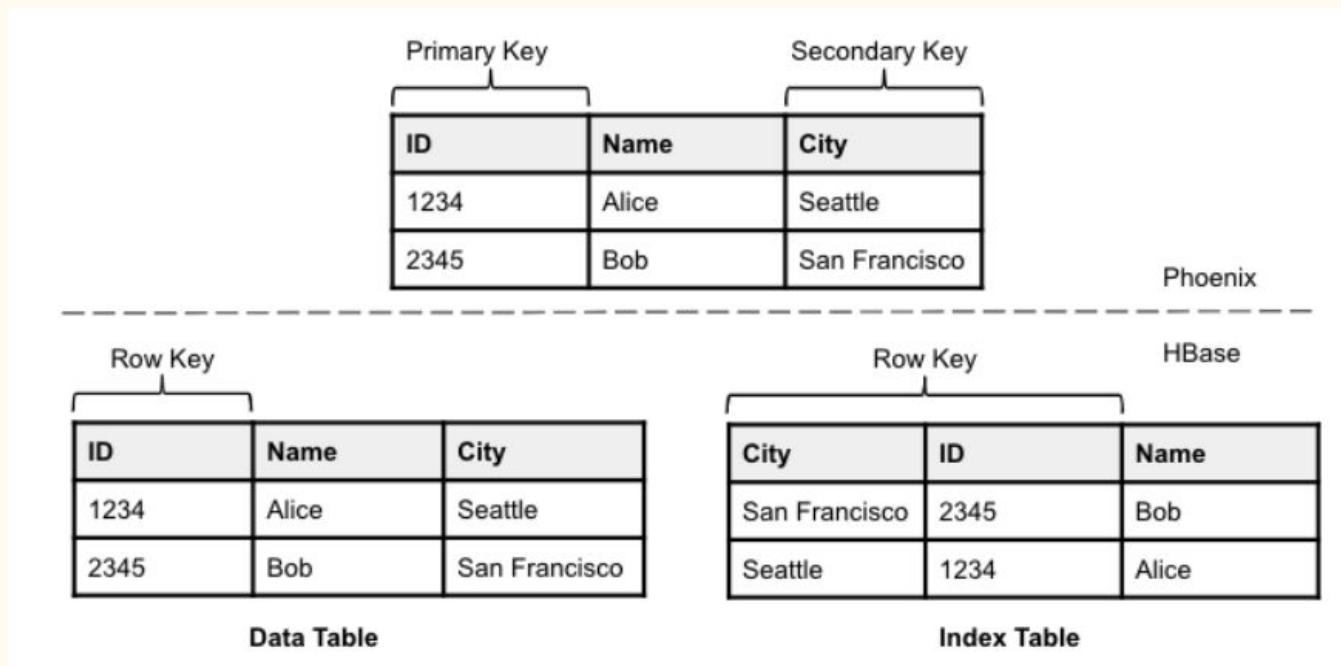 Primary Key Secondary Key
ID Name City
1234 Alice Seattle
2345 Bob San Francisco
Phoenix
HBase
Row Key
ID Name City
1234 Alice Seattle
2345 Bob San Francisco
Data Table
Row Key
City ID Name
San Francisco 2345 Bob
Seattle 1234 Alice
Index Table